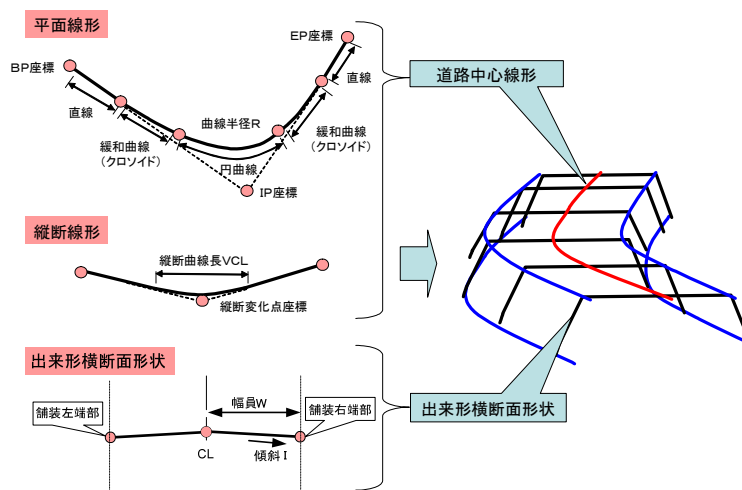 平面線形
EP座標
BP座標
直線
直線
曲線半径R
緩和曲線
(クロソイド)
緩和曲線
(クロソイド)
円曲線
IP座標
道路中心線形
縦断線形
縦断曲線長VCL
縦断変化点座標
出来形横断面形状
幅員W
舗装左端部
舗装右端部
CL
傾斜I
出来形横断面形状